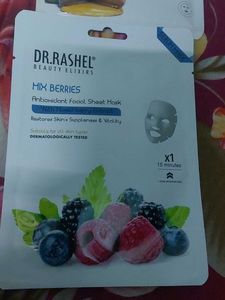 DR.RASHEL®
BEAUTY ELIXIRS
MIX BERRIES
Antioxidant Facial Sheet Mask
Restores Skin's Suppleness & Vitality
Suitable for all skin types
DERMATOLOGICALLY TESTED
x1
15 minutes